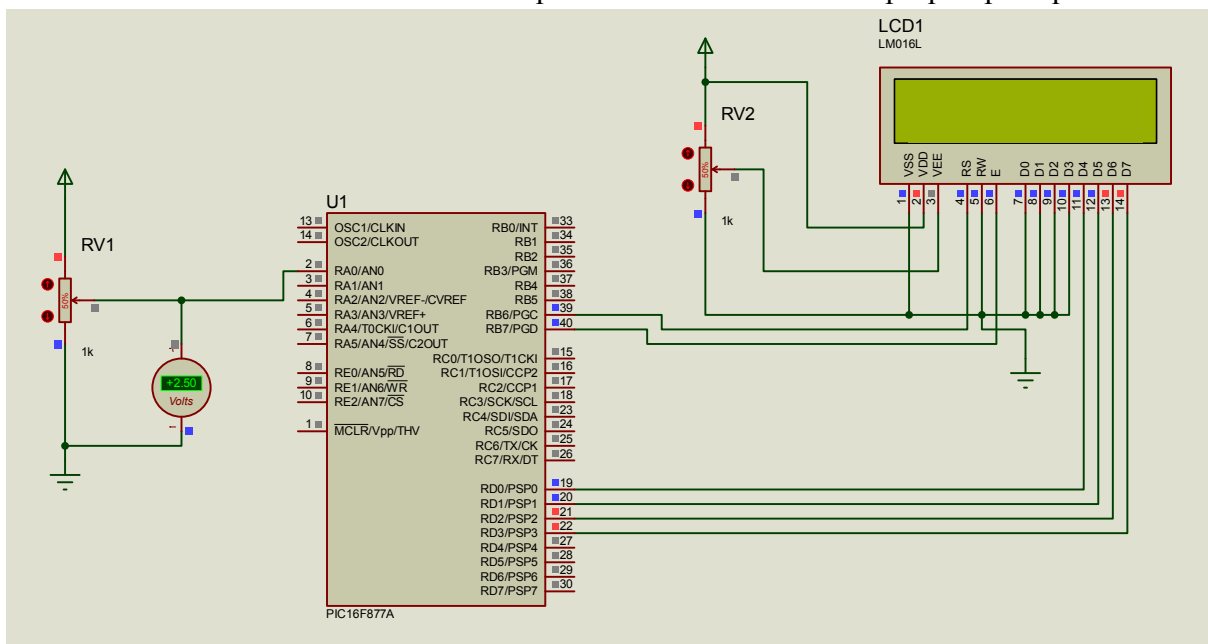 LCD1
LM016L
VSS
VDD
VEE
RS
RW
E
D0
D1
D2
D3
D4
D5
D6
D7
1
2
3
4
5
6
7
8
9
10
11
12
13
14
RV2
50%
1k
RV1
50%
1k
+2.50
Volts
U1
13 OSC1/CLKIN
14 OSC2/CLKOUT
2 RA0/AN0
3 RA1/AN1
4 RA2/AN2/VREF-/CVREF
5 RA3/AN3/VREF+
6 RA4/T0CKI/C1OUT
7 RA5/AN4/SS/C2OUT
8 RE0/AN5/RD
9 RE1/AN6/WR
10 RE2/AN7/CS
1 MCLR/Vpp/THV
RB0/INT 33
RB1 34
RB2 35
RB3/PGM 36
RB4 37
RB5 38
RB6/PGC 39
RB7/PGD 40
RC0/T1OSO/T1CKI 15
RC1/T1OSI/CCP2 16
RC2/CCP1 17
RC3/SCK/SCL 18
RC4/SDI/SDA 23
RC5/SDO 24
RC6/TX/CK 25
RC7/RX/DT 26
RD0/PSP0 19
RD1/PSP1 20
RD2/PSP2 21
RD3/PSP3 22
RD4/PSP4 27
RD5/PSP5 28
RD6/PSP6 29
RD7/PSP7 30
PIC16F877A